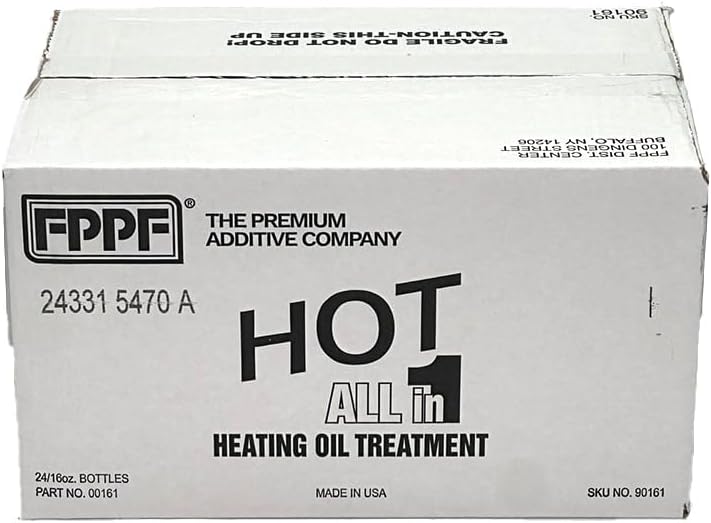 SKU NO.
90161
CAUTION-THIS SIDE UP
FRAGILE DO NOT DROP!
FPPF DIST. CENTER
100 DINGENS STREET
BUFFALO, NY 14206
FPPF®
THE PREMIUM
ADDITIVE COMPANY
24331 5470 A
HOT
ALL in 1
HEATING OIL TREATMENT
24/16oz. BOTTLES
PART NO. 00161
MADE IN USA
SKU NO. 90161